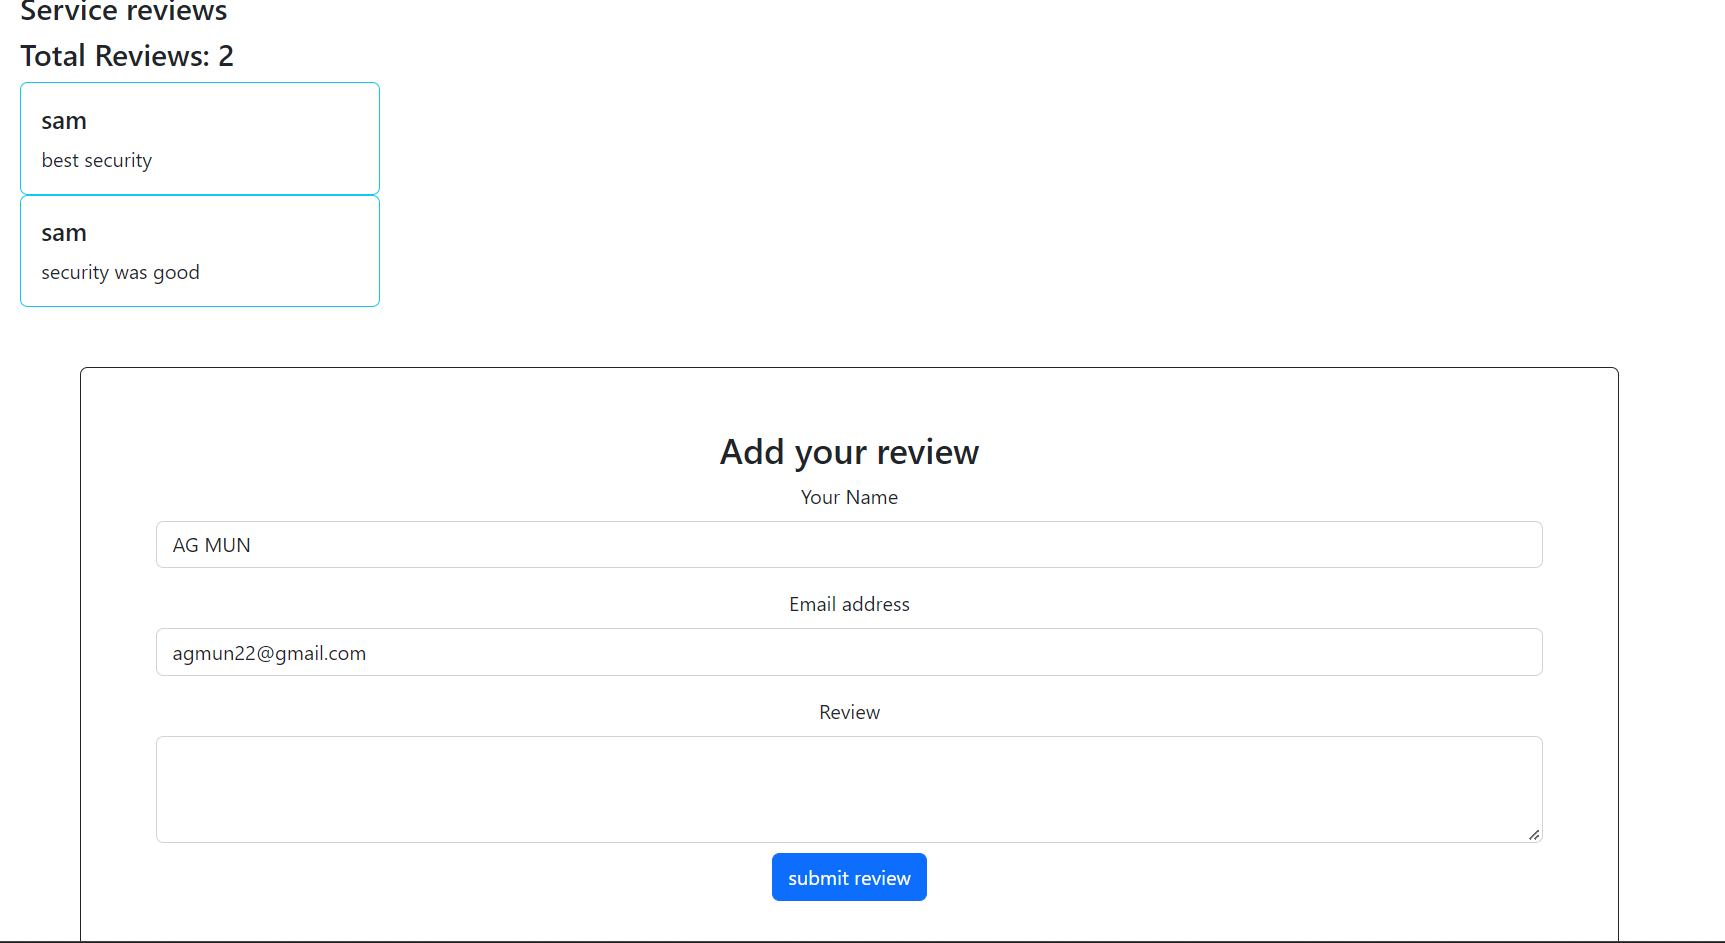 Service reviews
Total Reviews: 2
sam
best security
sam
security was good
Add your review
Your Name
AG MUN
Email address
agmun22@gmail.com
Review
submit review